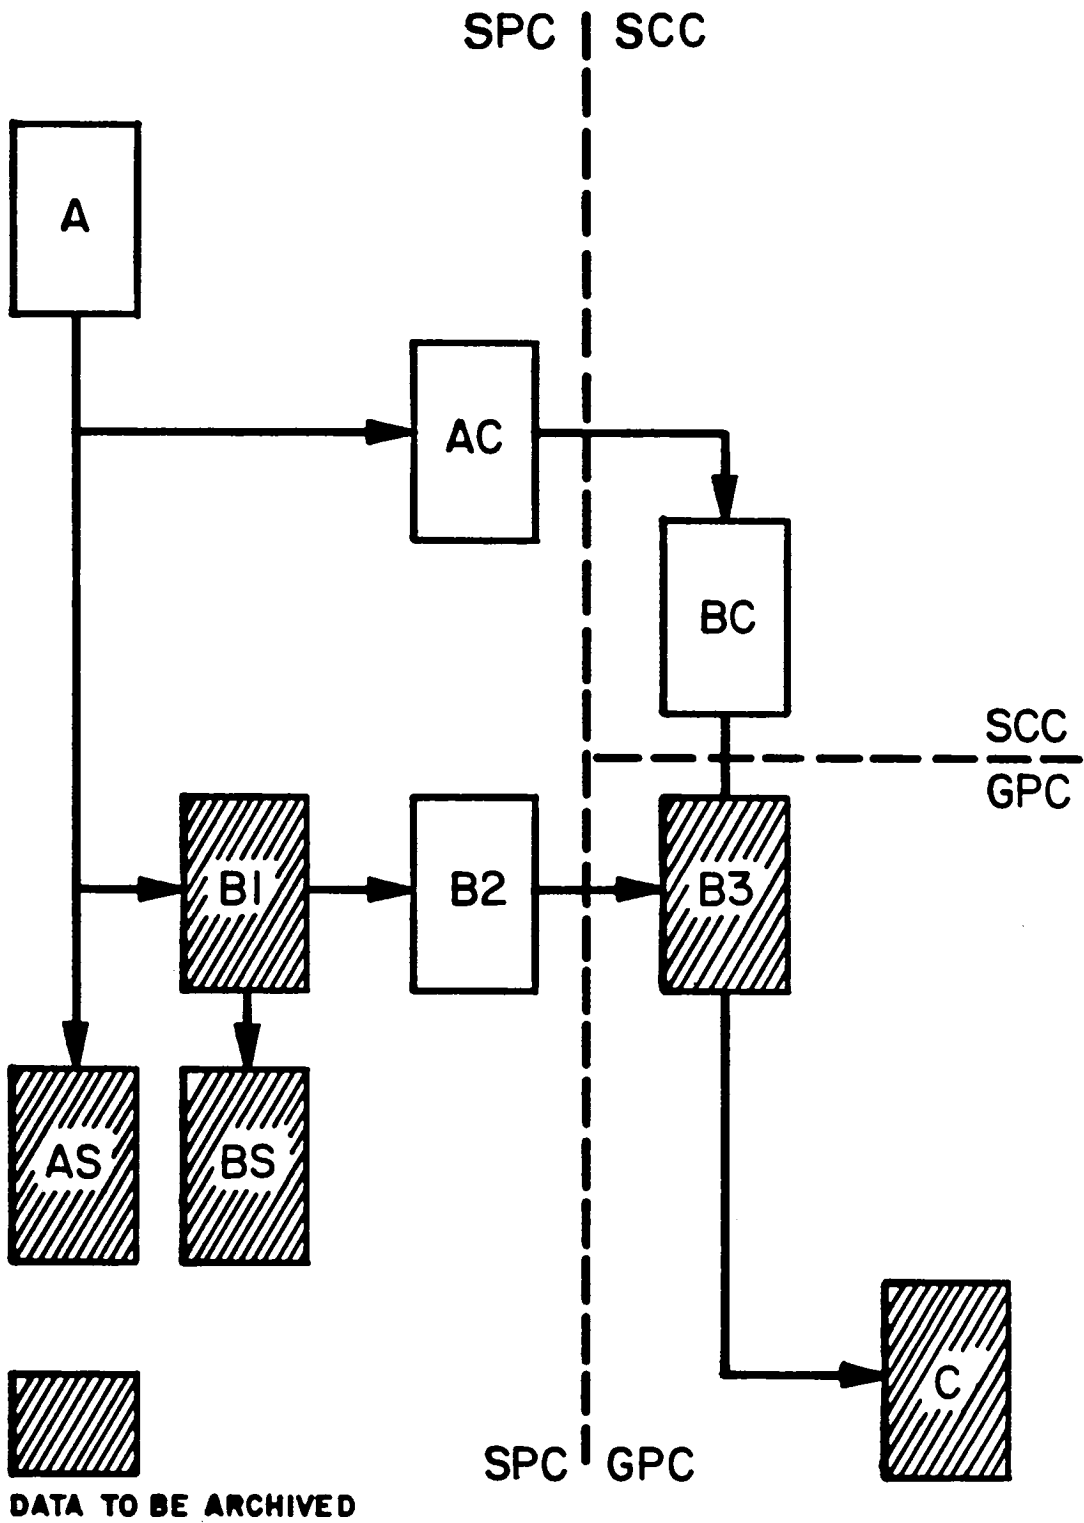 SPC SCC
A
AC
BC
SCC
GPC
B1 B2 B3
AS BS
C
SPC GPC
DATA TO BE ARCHIVED